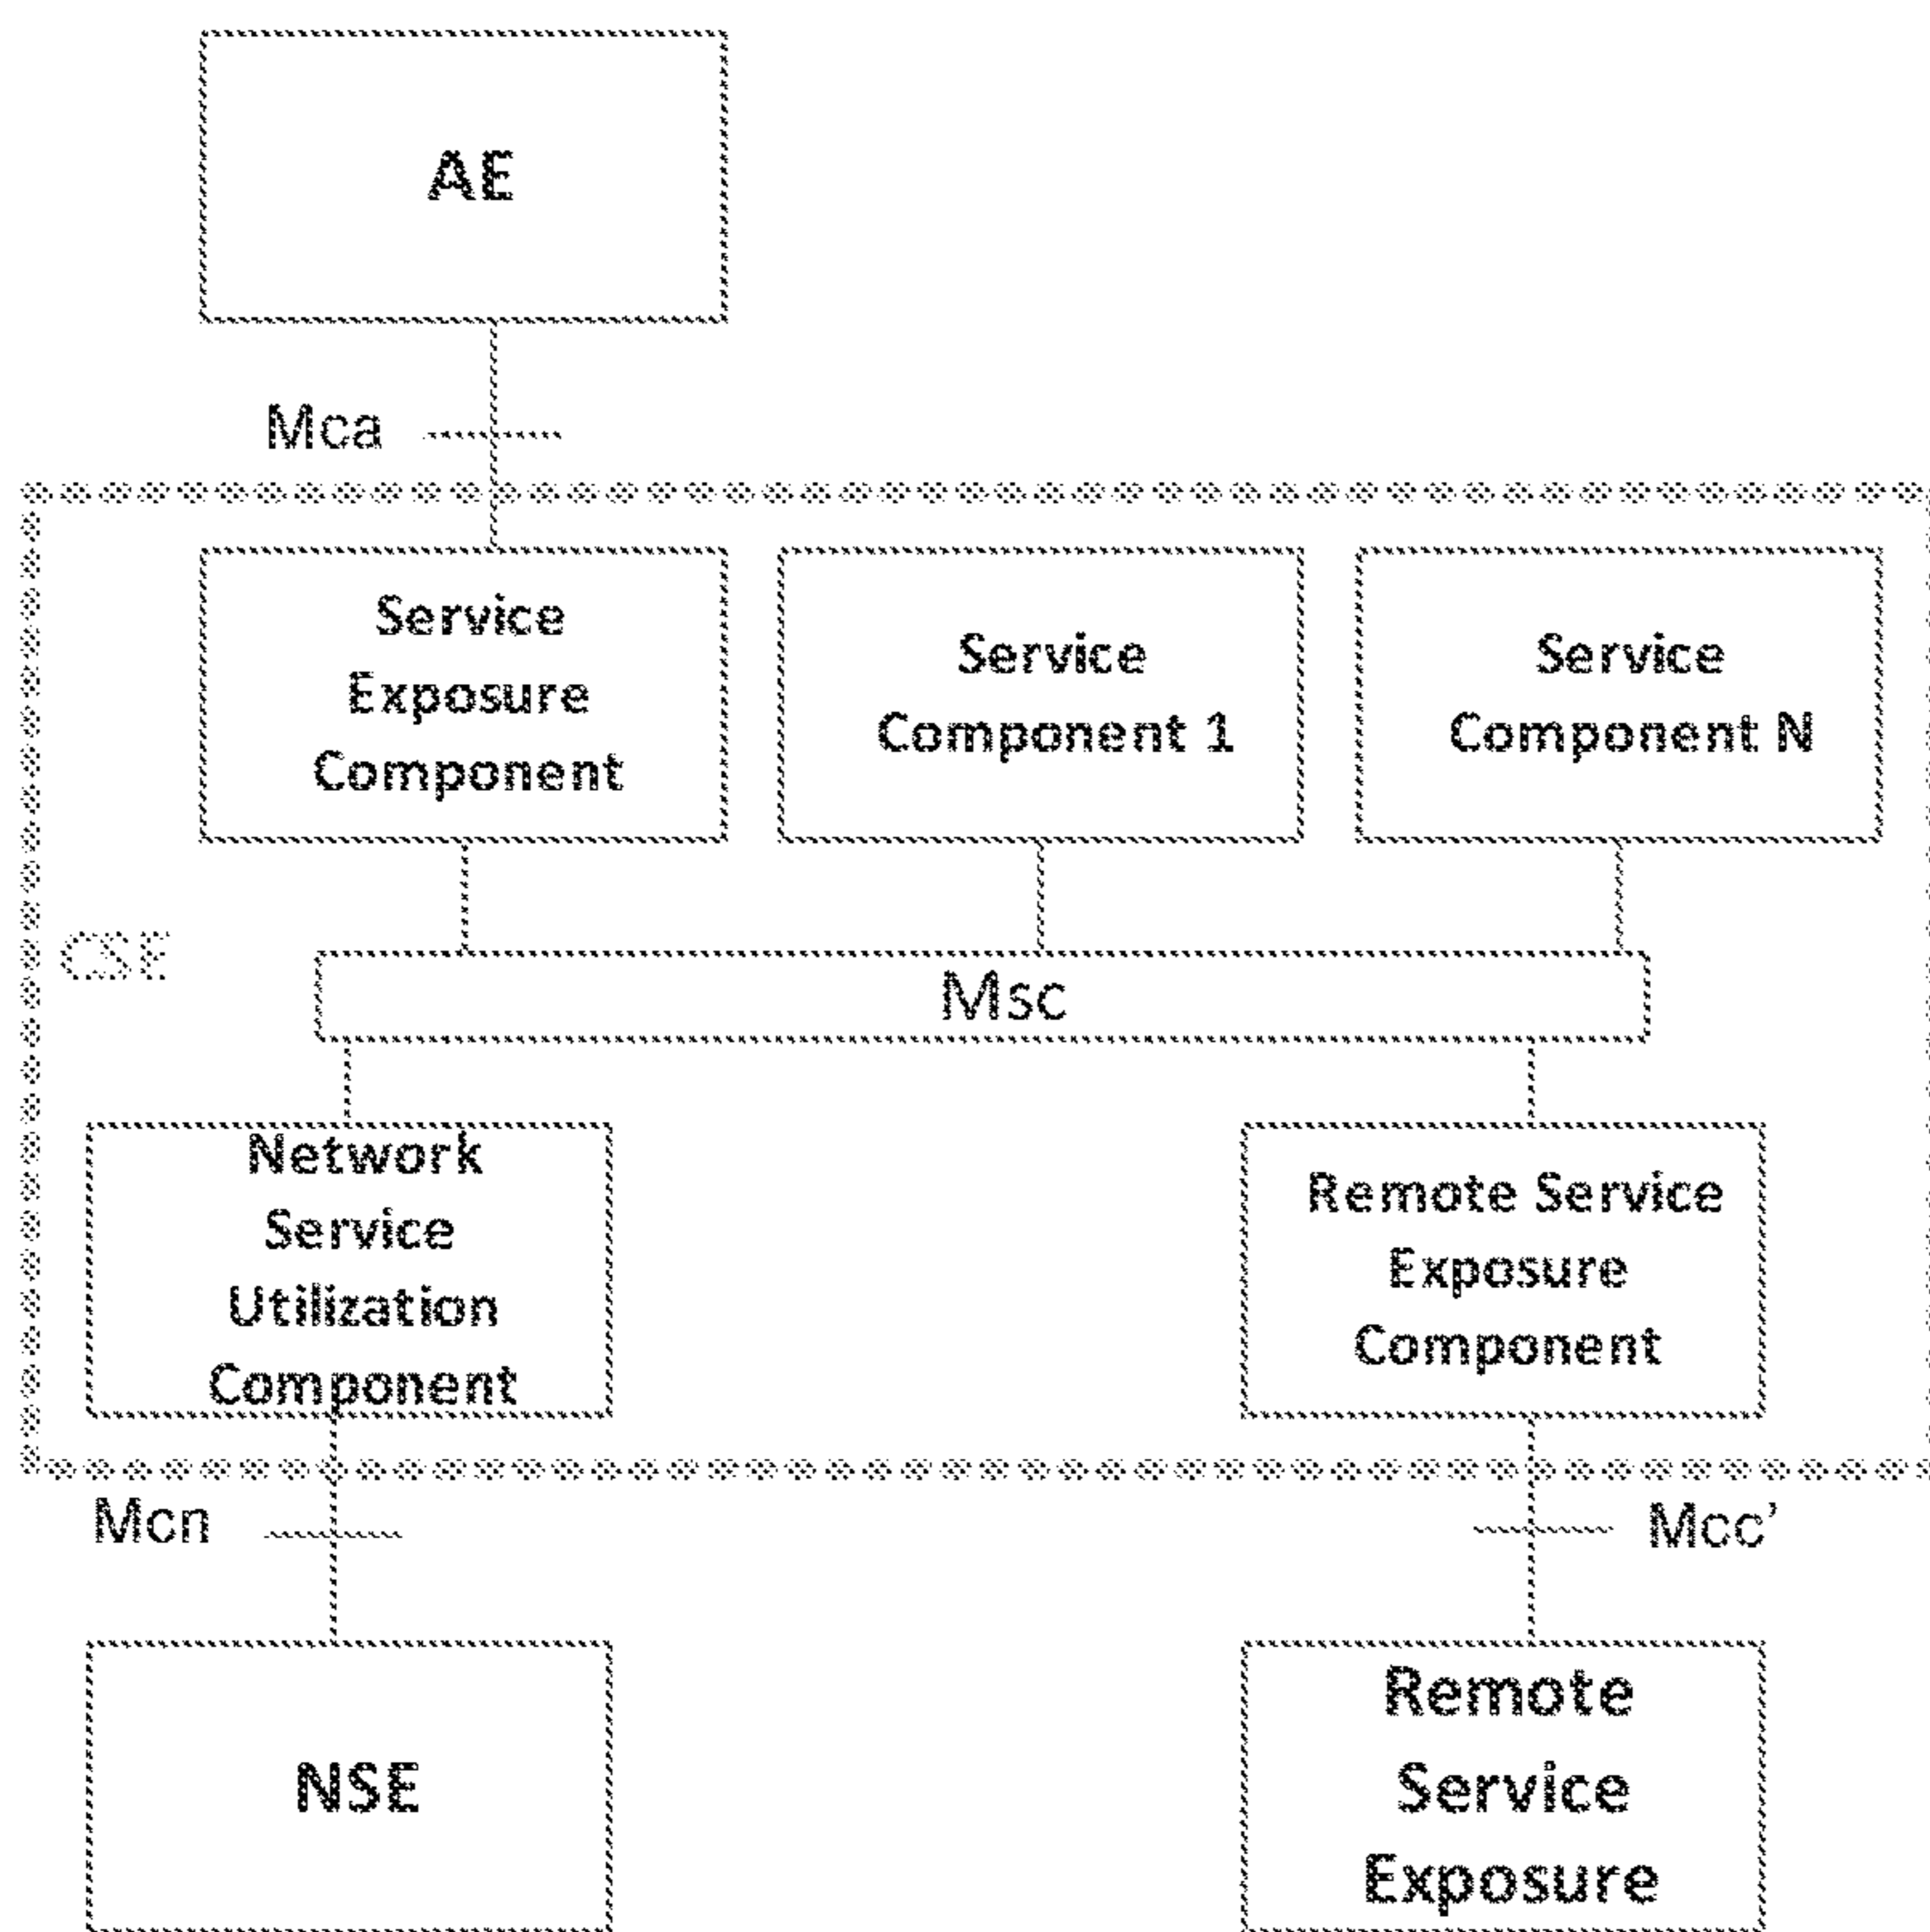 AE
Mca
Service
Exposure
Component
Service
Component 1
Service
Component N
CSE
Msc
Network
Service
Utilization
Component
Remote Service
Exposure
Component
Mcn
Mcc’
NSE
Remote
Service
Exposure